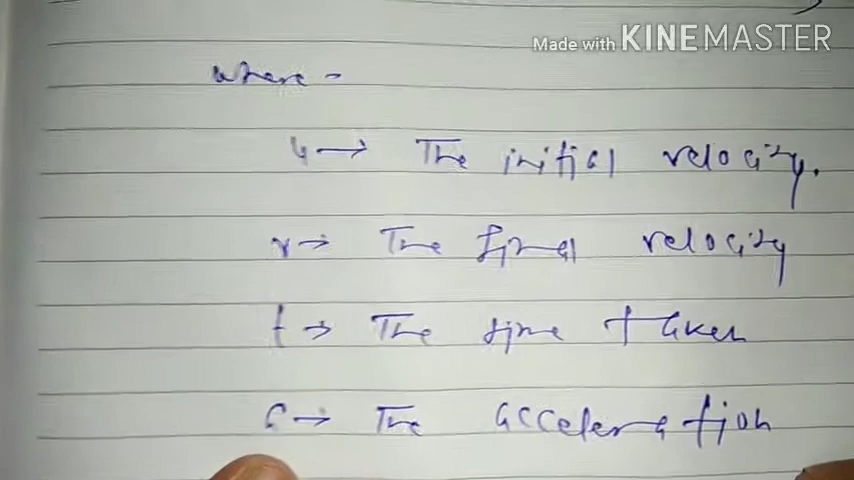 Made with KINEMASTER
where -
u → The initial velocity.
v → The final velocity
t → The time taken
a → The acceleration